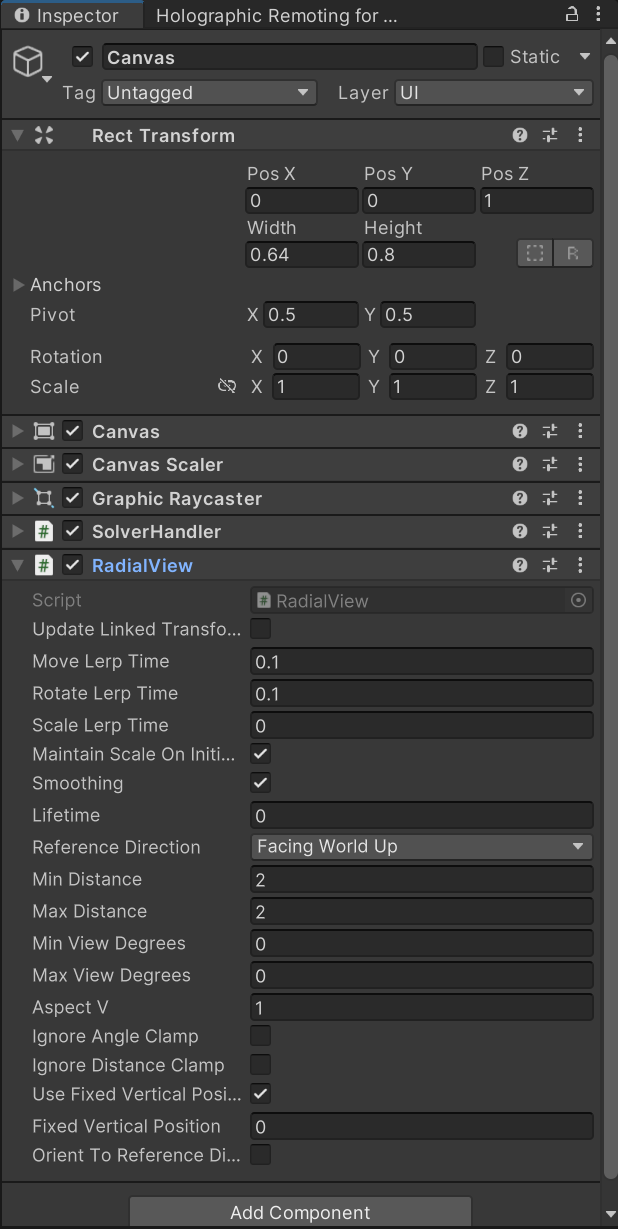 Inspector Holographic Remoting for ...
Canvas Static
Tag Untagged Layer UI
Rect Transform
Pos X Pos Y Pos Z
0 0 1
Width Height
0.64 0.8 R
Anchors
Pivot X 0.5 Y 0.5
Rotation X 0 Y 0 Z 0
Scale X 1 Y 1 Z 1
Canvas
Canvas Scaler
Graphic Raycaster
# SolverHandler
# RadialView
Script # RadialView
Update Linked Transfo...
Move Lerp Time 0.1
Rotate Lerp Time 0.1
Scale Lerp Time 0
Maintain Scale On Initi...
Smoothing
Lifetime 0
Reference Direction Facing World Up
Min Distance 2
Max Distance 2
Min View Degrees 0
Max View Degrees 0
Aspect V 1
Ignore Angle Clamp
Ignore Distance Clamp
Use Fixed Vertical Posi...
Fixed Vertical Position 0
Orient To Reference Di...
Add Component